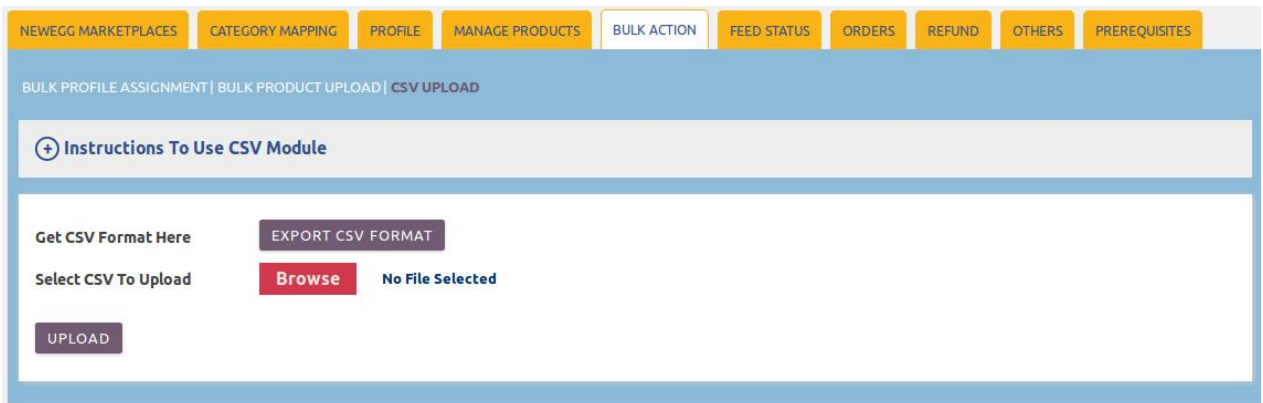 NEWEGG MARKETPLACES CATEGORY MAPPING PROFILE MANAGE PRODUCTS BULK ACTION FEED STATUS ORDERS REFUND OTHERS PREREQUISITES
BULK PROFILE ASSIGNMENT| BULK PRODUCT UPLOAD| CSV UPLOAD
Instructions To Use CSV Module
Get CSV Format Here EXPORT CSV FORMAT
Select CSV To Upload Browse No File Selected
UPLOAD